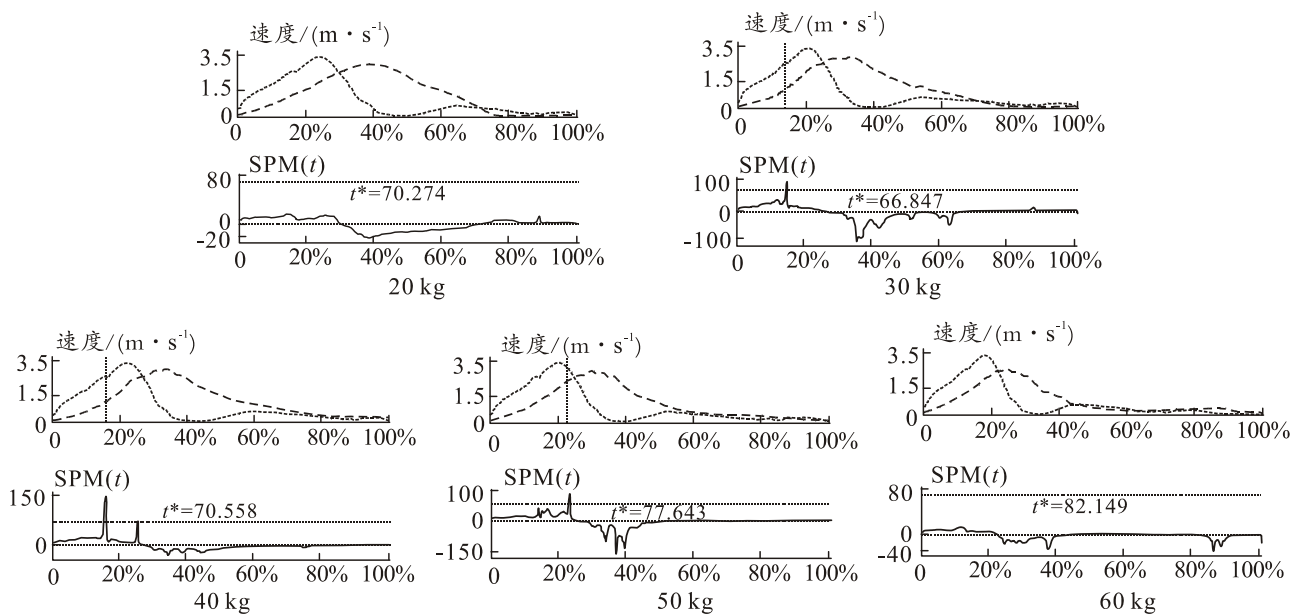 速度/(m·s⁻¹)
3.5
1.5
0
0 20% 40% 60% 80% 100%
SPM(t)
80
t*=70.274
0
-20
0 20% 40% 60% 80% 100%
20 kg
速度/(m·s⁻¹)
3.5
1.5
0
0 20% 40% 60% 80% 100%
SPM(t)
100
t*=66.847
0
-100
0 20% 40% 60% 80% 100%
30 kg
速度/(m·s⁻¹)
3.5
1.5
0
0 20% 40% 60% 80% 100%
SPM(t)
150
t*=70.558
0
0 20% 40% 60% 80% 100%
40 kg
速度/(m·s⁻¹)
3.5
1.5
0
0 20% 40% 60% 80% 100%
SPM(t)
100
t*=77.643
0
-150
0 20% 40% 60% 80% 100%
50 kg
速度/(m·s⁻¹)
3.5
1.5
0
0 20% 40% 60% 80% 100%
SPM(t)
80
t*=82.149
0
-40
0 20% 40% 60% 80% 100%
60 kg